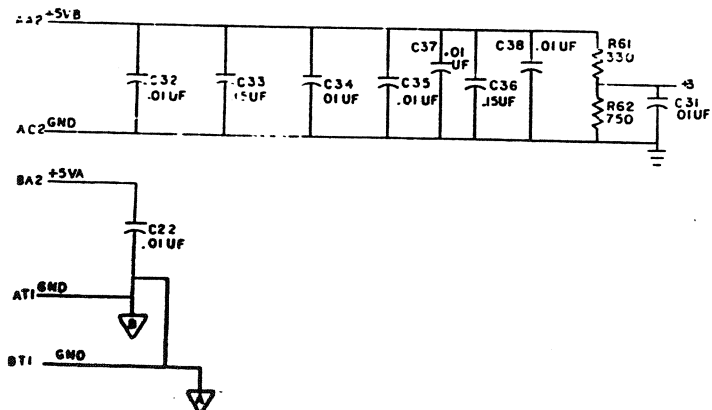 +5VB
C32
.01UF
C33
.15UF
C34
.01UF
C35
.01UF
C37
.01
UF
C36
.15UF
C38
.01UF
R61
330
R62
750
+3
C31
.01UF
AC2 GND
BA2 +5VA
C22
.01UF
AT1 GND
B
BT1 GND
A